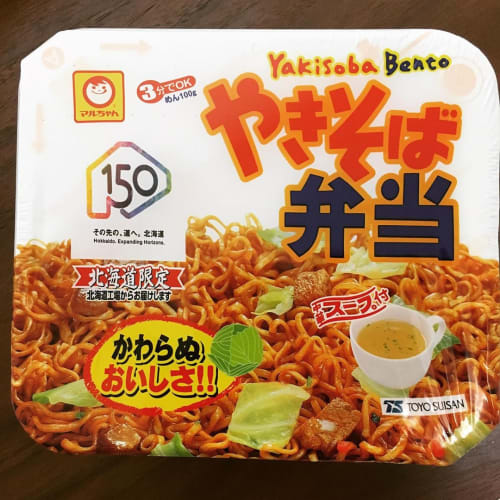 Yakisoba Bento
マルちゃん
3分でOK
めん100g
やきそば
弁当
150
その先の、道へ。北海道
Hokkaido. Expanding Horizons.
北海道限定
北海道工場からお届けします
かわらぬ
おいしさ!!
中華スープ付
TS TOYO SUISAN